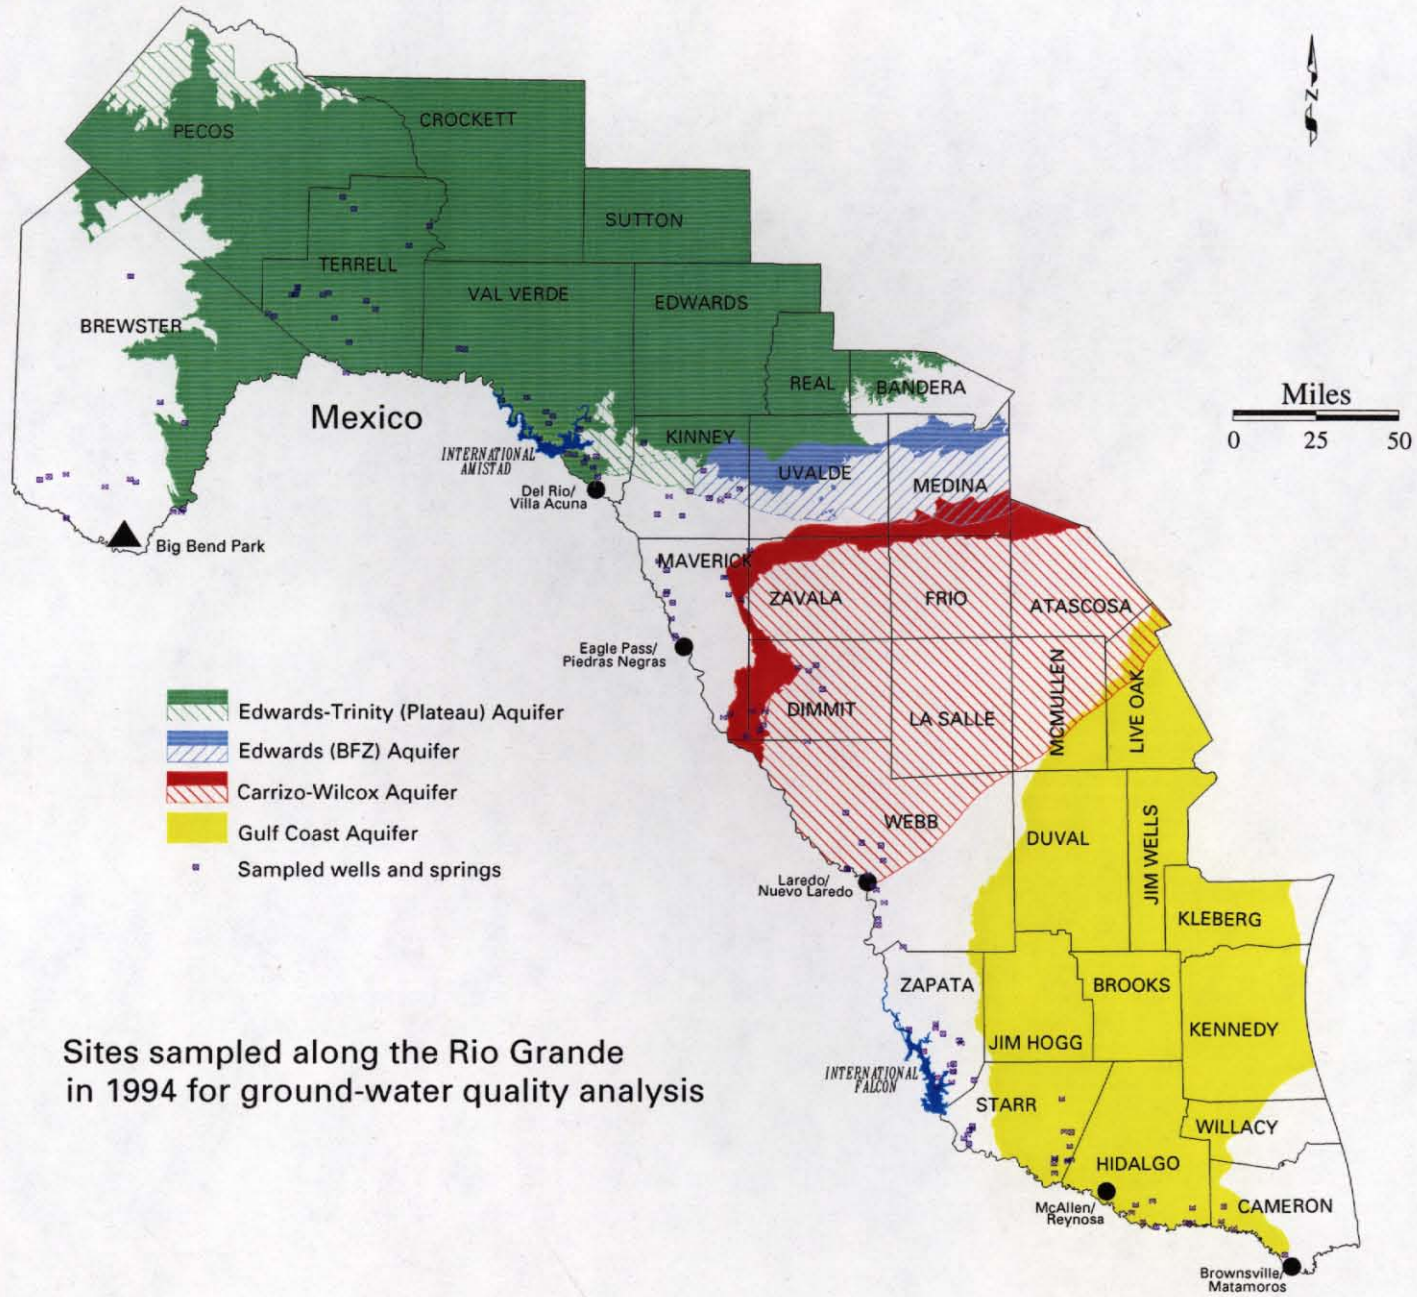 PECOS
CROCKETT
N
SUTTON
TERRELL
VAL VERDE
EDWARDS
BREWSTER
REAL
BANDERA
Miles
0 25 50
Mexico
KINNEY
INTERNATIONAL
AMISTAD
UVALDE
MEDINA
Del Rio/
Villa Acuna
Big Bend Park
MAVERICK
ZAVALA
FRIO
ATASCOSA
Eagle Pass/
Piedras Negras
MCMULLEN
LIVE OAK
DIMMIT
LA SALLE
Edwards-Trinity (Plateau) Aquifer
Edwards (BFZ) Aquifer
Carrizo-Wilcox Aquifer
Gulf Coast Aquifer
Sampled wells and springs
WEBB
DUVAL
JIM WELLS
Laredo/
Nuevo Laredo
KLEBERG
ZAPATA
BROOKS
KENNEDY
JIM HOGG
Sites sampled along the Rio Grande
in 1994 for ground-water quality analysis
INTERNATIONAL
FALCON
STARR
WILLACY
HIDALGO
McAllen/
Reynosa
CAMERON
Brownsville/
Matamoros